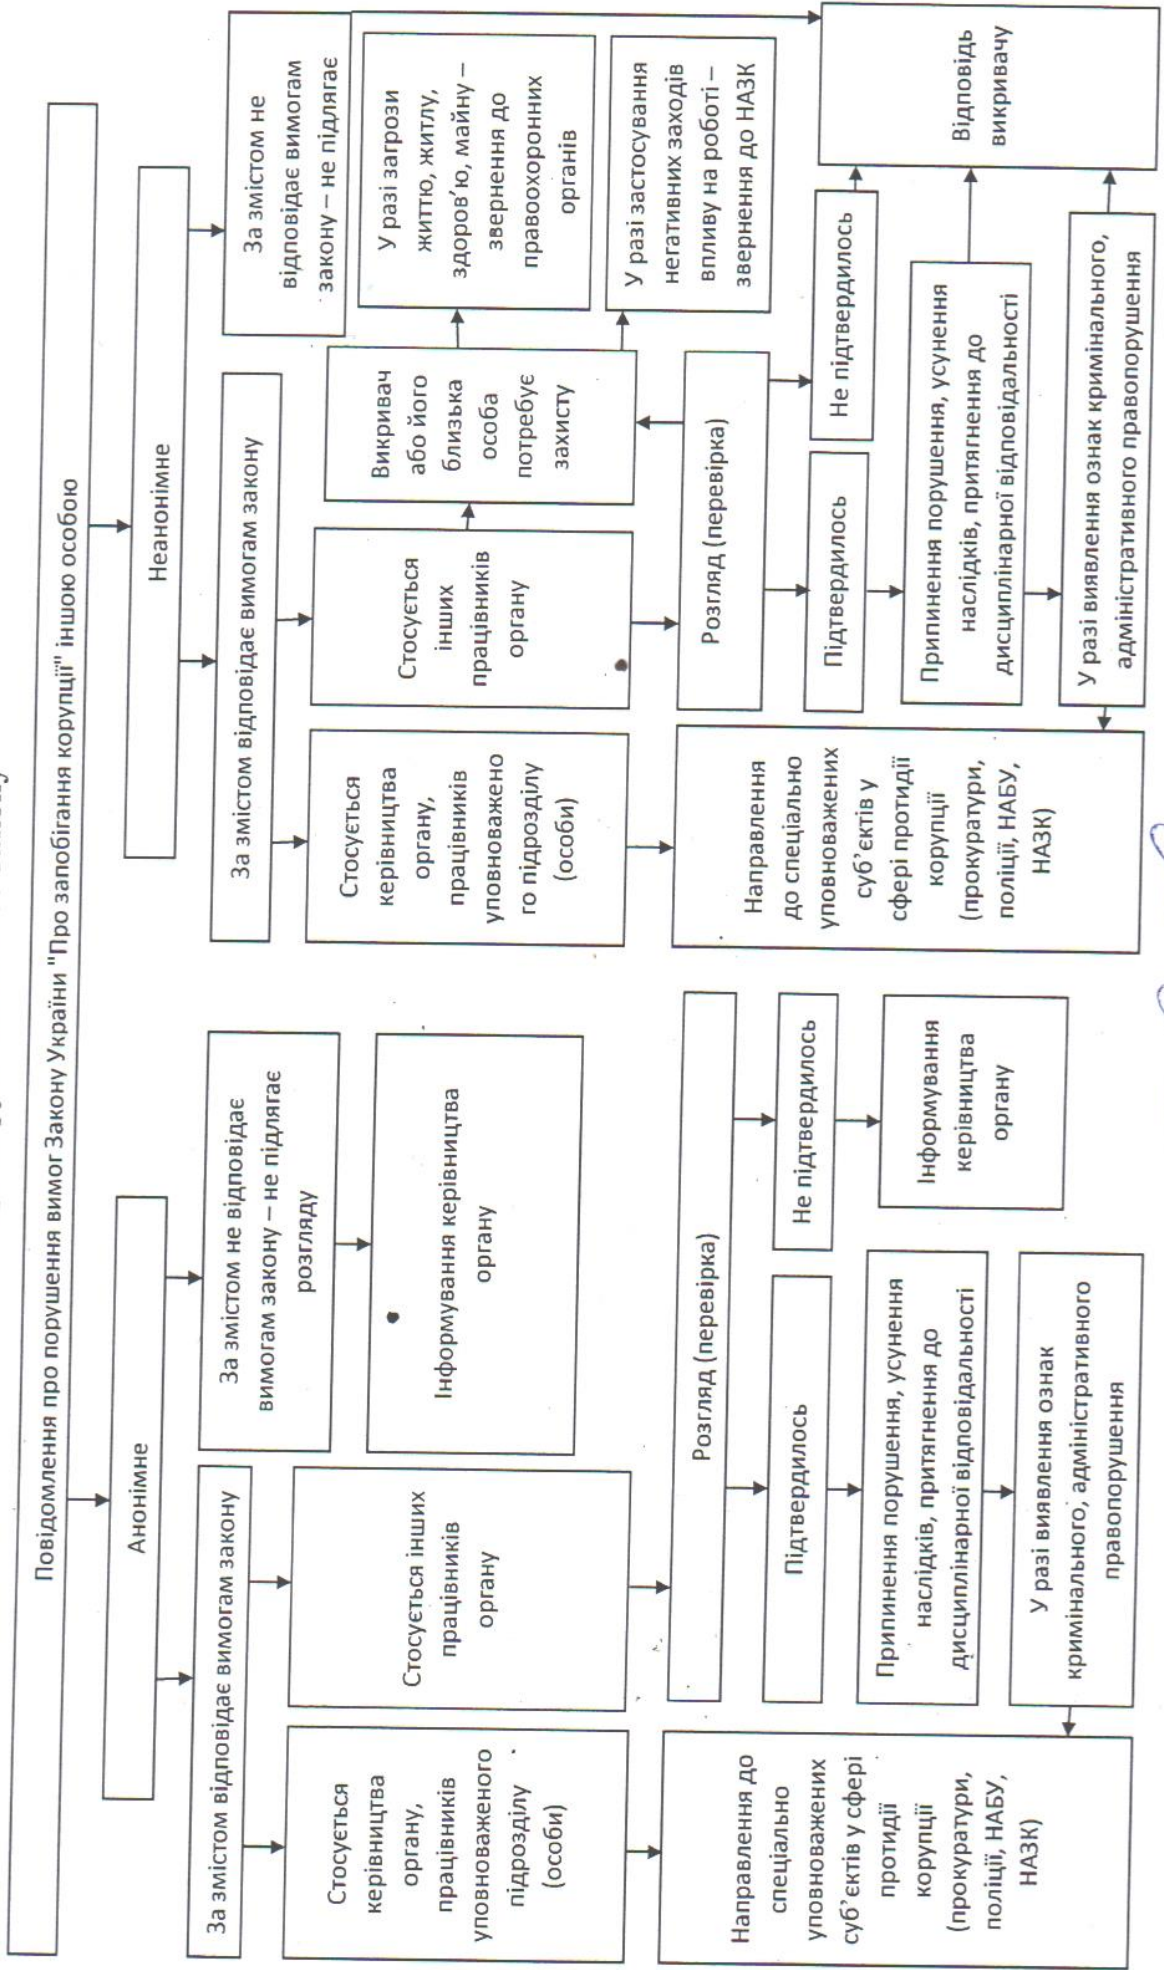 Повідомлення про порушення вимог Закону України "Про запобігання корупції" іншою особою
Анонімне
За змістом відповідає вимогам закону
Стосується
керівництва
органу,
працівників
уповноваженого
підрозділу
(особи)
Направлення до
спеціально
уповноважених
суб’єктів у сфері
протидії
корупції
(прокуратури,
поліції, НАБУ,
НАЗК)
Стосується інших
працівників
органу
За змістом не відповідає
вимогам закону – не підлягає
розгляду
Інформування керівництва
органу
Розгляд (перевірка)
Підтвердилось
Припинення порушення, усунення
наслідків, притягнення до
дисциплінарної відповідальності
У разі виявлення ознак
кримінального, адміністративного
правопорушення
Не підтвердилось
Інформування
керівництва
органу
Неанонімне
За змістом відповідає вимогам закону
Стосується
керівництва
органу,
працівників
уповноважено
го підрозділу
(особи)
Направлення
до спеціально
уповноважених
суб’єктів у
сфері протидії
корупції
(прокуратури,
поліції, НАБУ,
НАЗК)
Стосується
інших
працівників
органу
Викривач
або його
близька
особа
потребує
захисту
За змістом не
відповідає вимогам
закону – не підлягає
У разі загрози
життю, житлу,
здоров’ю, майну –
звернення до
правоохоронних
органів
У разі застосування
негативних заходів
впливу на роботі –
звернення до НАЗК
Розгляд (перевірка)
Підтвердилось
Не підтвердилось
Припинення порушення, усунення
наслідків, притягнення до
дисциплінарної відповідальності
У разі виявлення ознак кримінального,
адміністративного правопорушення
Відповідь
викривачу